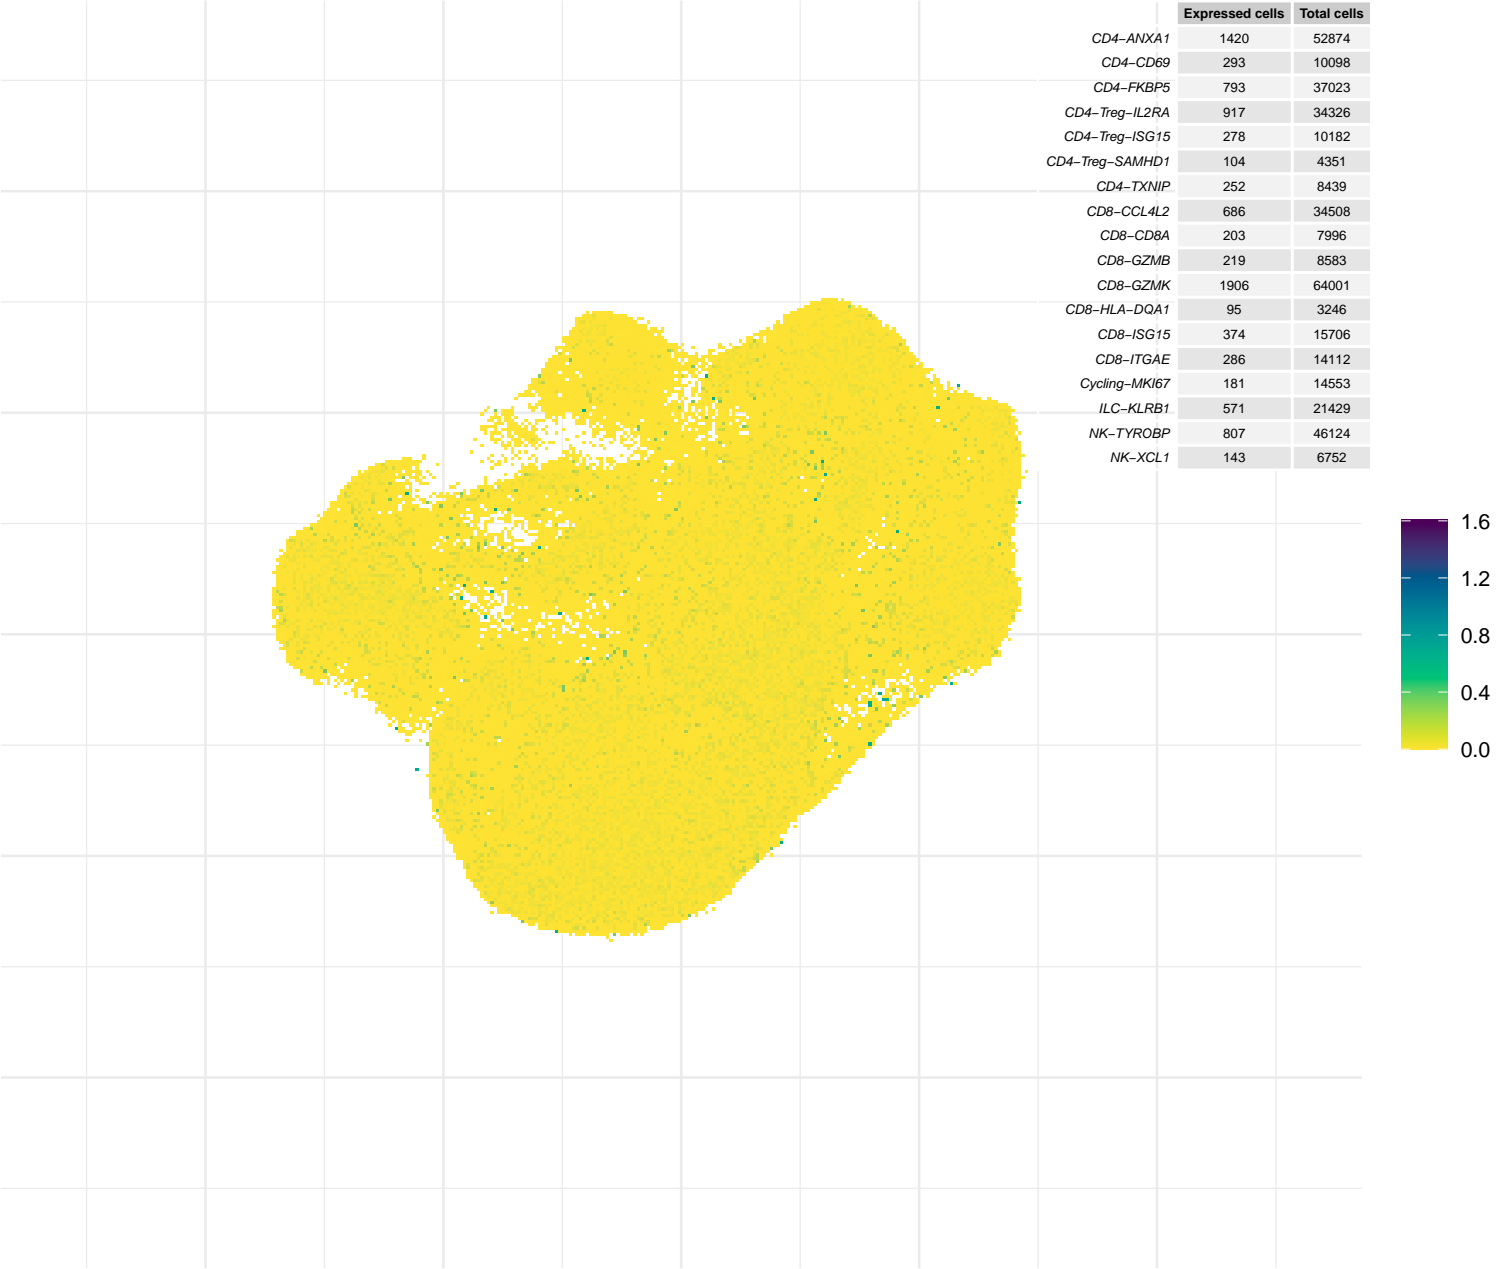 Expressed cells Total cells
CD4−ANXA1 1420 52874
CD4−CD69 293 10098
CD4−FKBP5 793 37023
CD4−Treg−IL2RA 917 34326
CD4−Treg−ISG15 278 10182
CD4−Treg−SAMHD1 104 4351
CD4−TXNIP 252 8439
CD8−CCL4L2 686 34508
CD8−CD8A 203 7996
CD8−GZMB 219 8583
CD8−GZMK 1906 64001
CD8−HLA−DQA1 95 3246
CD8−ISG15 374 15706
CD8−ITGAE 286 14112
Cycling−MKI67 181 14553
ILC−KLRB1 571 21429
NK−TYROBP 807 46124
NK−XCL1 143 6752
1.6
1.2
0.8
0.4
0.0